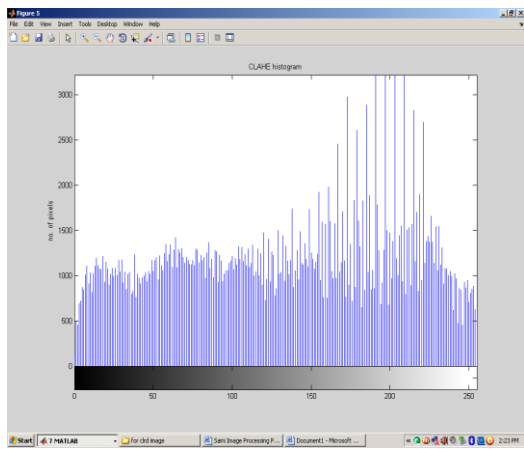 Figure 5
File Edit View Insert Tools Desktop Window Help
CLAHE histogram
no. of pixels
3000
2500
2000
1500
1000
500
0
0 50 100 150 200 250
Start 7 MATLAB for ckd image Saini Image Processing P... Document1 - Microsoft ... 2:23 PM